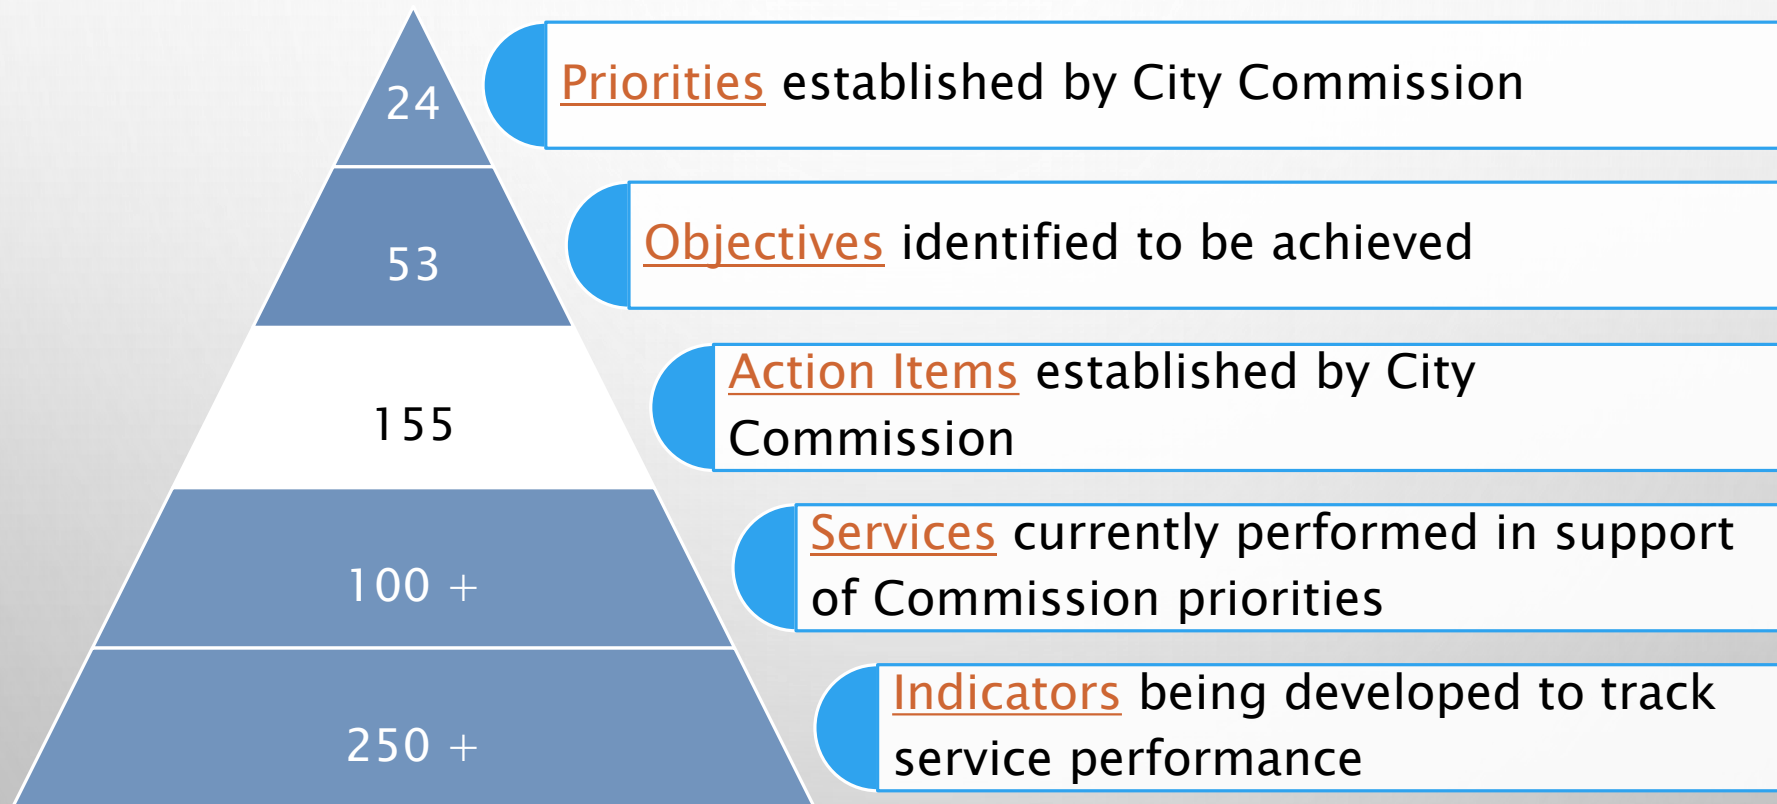 24
Priorities established by City Commission
53
Objectives identified to be achieved
155
Action Items established by City
Commission
100 +
Services currently performed in support
of Commission priorities
250 +
Indicators being developed to track
service performance